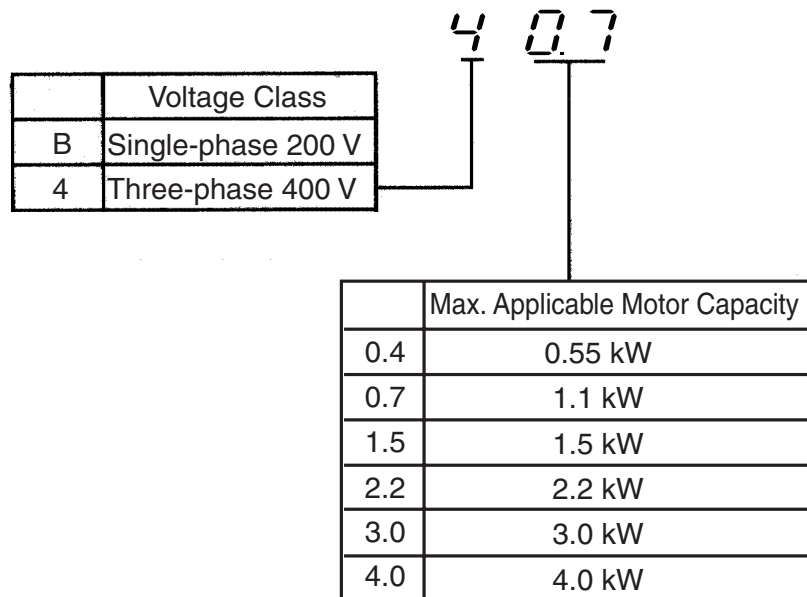 4 0.7
Voltage Class
B Single-phase 200 V
4 Three-phase 400 V
Max. Applicable Motor Capacity
0.4 0.55 kW
0.7 1.1 kW
1.5 1.5 kW
2.2 2.2 kW
3.0 3.0 kW
4.0 4.0 kW